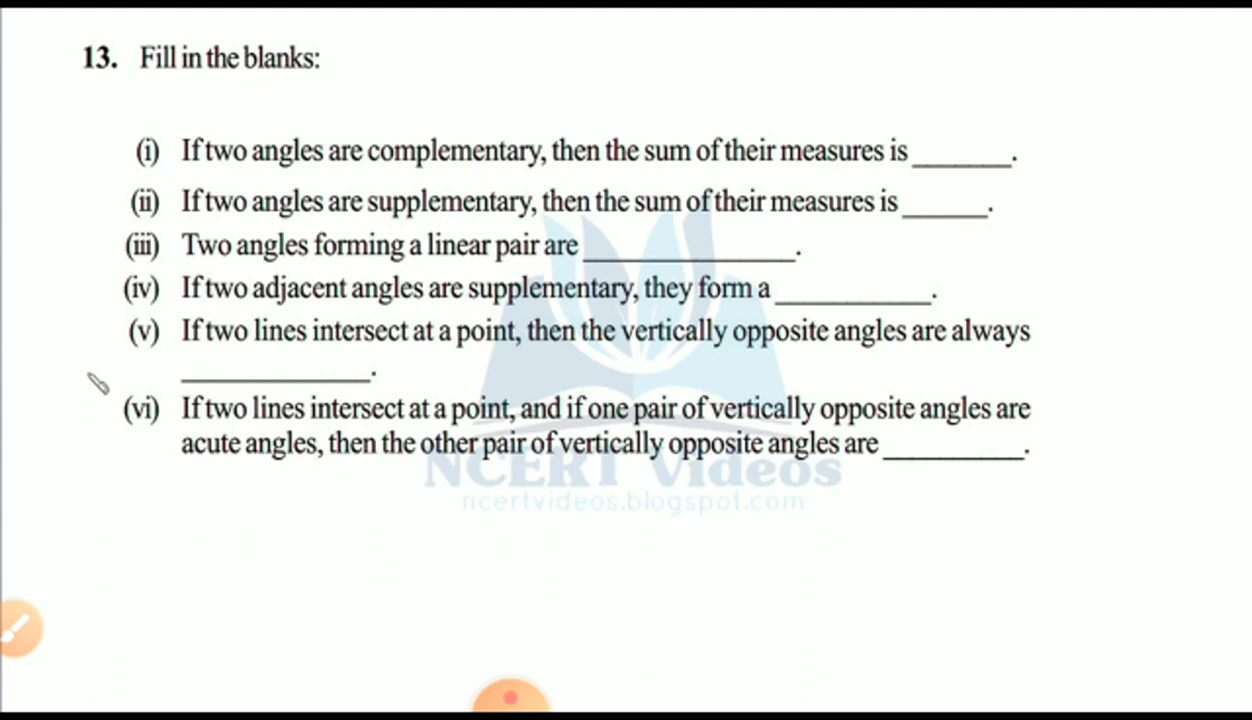 13. Fill in the blanks:
(i) If two angles are complementary, then the sum of their measures is _______.
(ii) If two angles are supplementary, then the sum of their measures is ______.
(iii) Two angles forming a linear pair are _______________.
(iv) If two adjacent angles are supplementary, they form a ___________.
(v) If two lines intersect at a point, then the vertically opposite angles are always
_____________.
(vi) If two lines intersect at a point, and if one pair of vertically opposite angles are
acute angles, then the other pair of vertically opposite angles are __________.
NCERT Videos
ncertvideos.blogspot.com